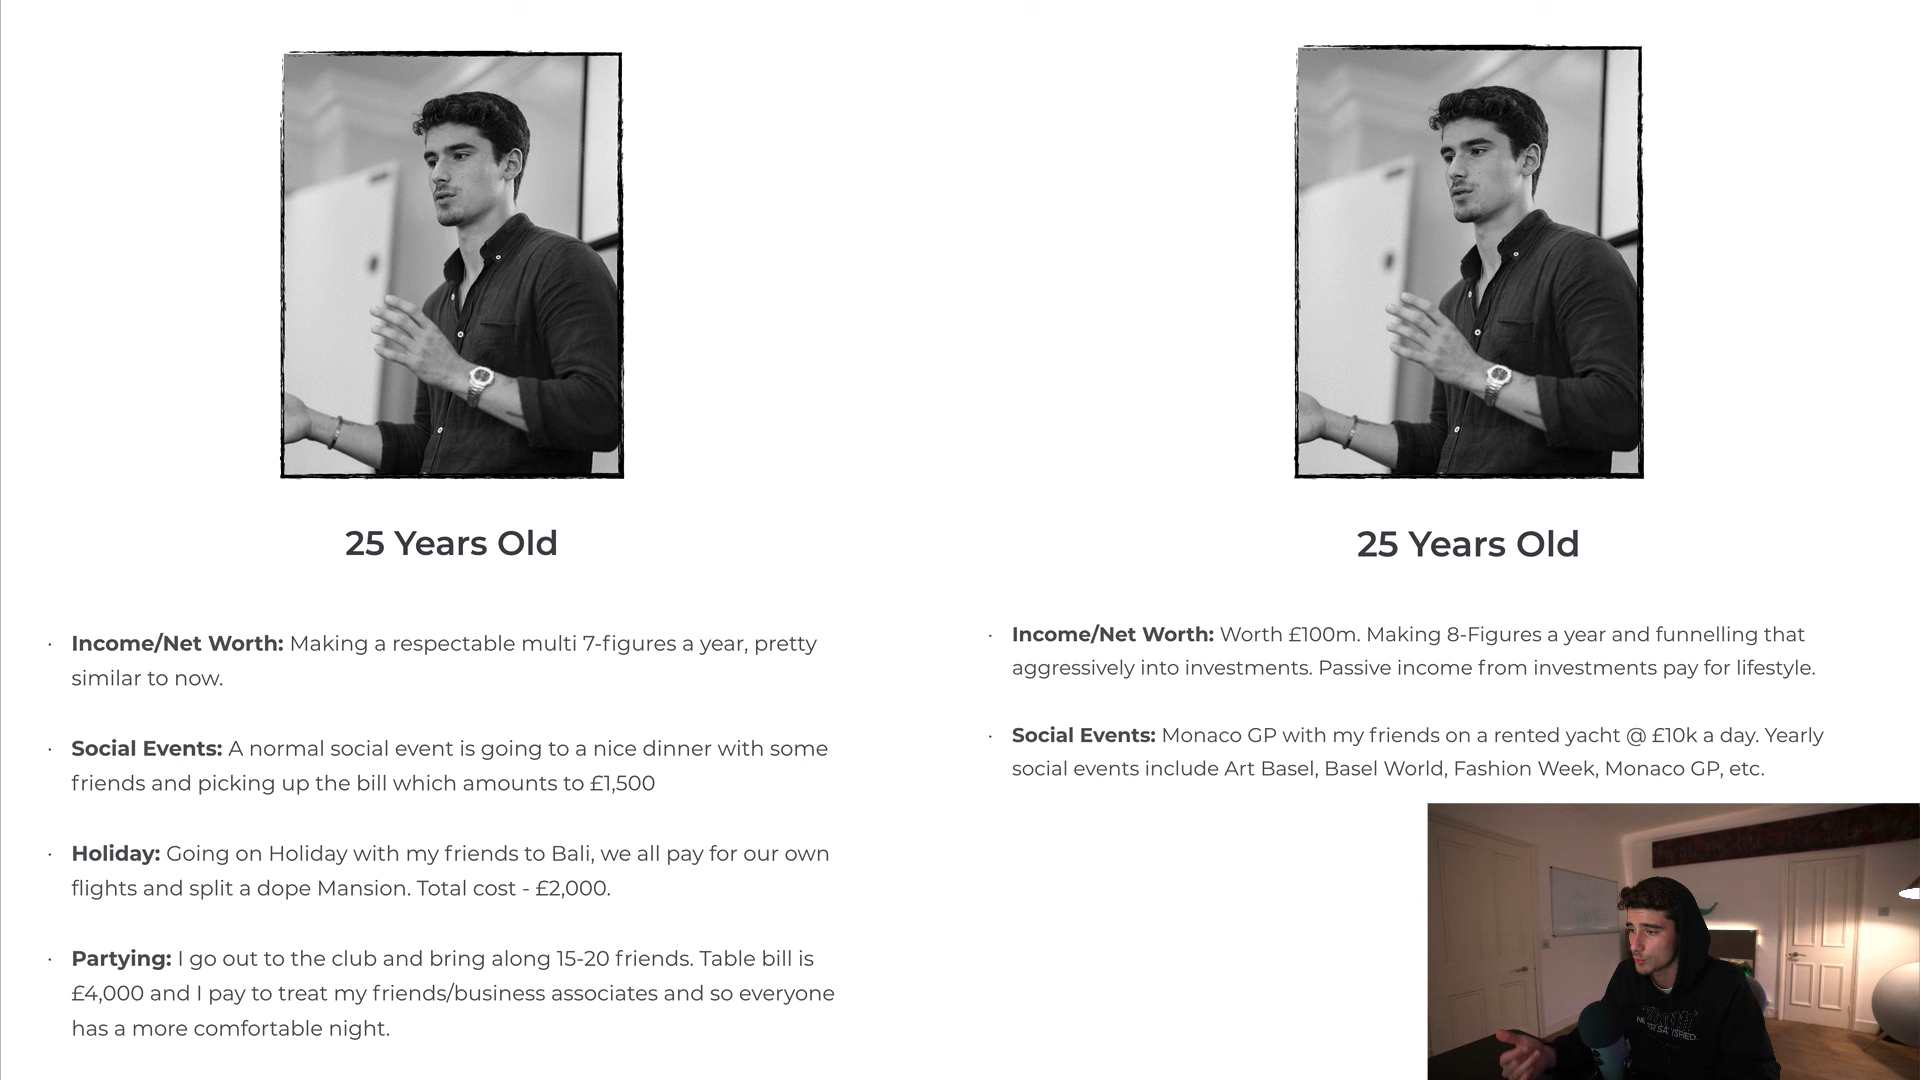 25 Years Old
· Income/Net Worth: Making a respectable multi 7-figures a year, pretty
similar to now.
· Social Events: A normal social event is going to a nice dinner with some
friends and picking up the bill which amounts to £1,500
· Holiday: Going on Holiday with my friends to Bali, we all pay for our own
flights and split a dope Mansion. Total cost - £2,000.
· Partying: I go out to the club and bring along 15-20 friends. Table bill is
£4,000 and I pay to treat my friends/business associates and so everyone
has a more comfortable night.
25 Years Old
· Income/Net Worth: Worth £100m. Making 8-Figures a year and funnelling that
aggressively into investments. Passive income from investments pay for lifestyle.
· Social Events: Monaco GP with my friends on a rented yacht @ £10k a day. Yearly
social events include Art Basel, Basel World, Fashion Week, Monaco GP, etc.